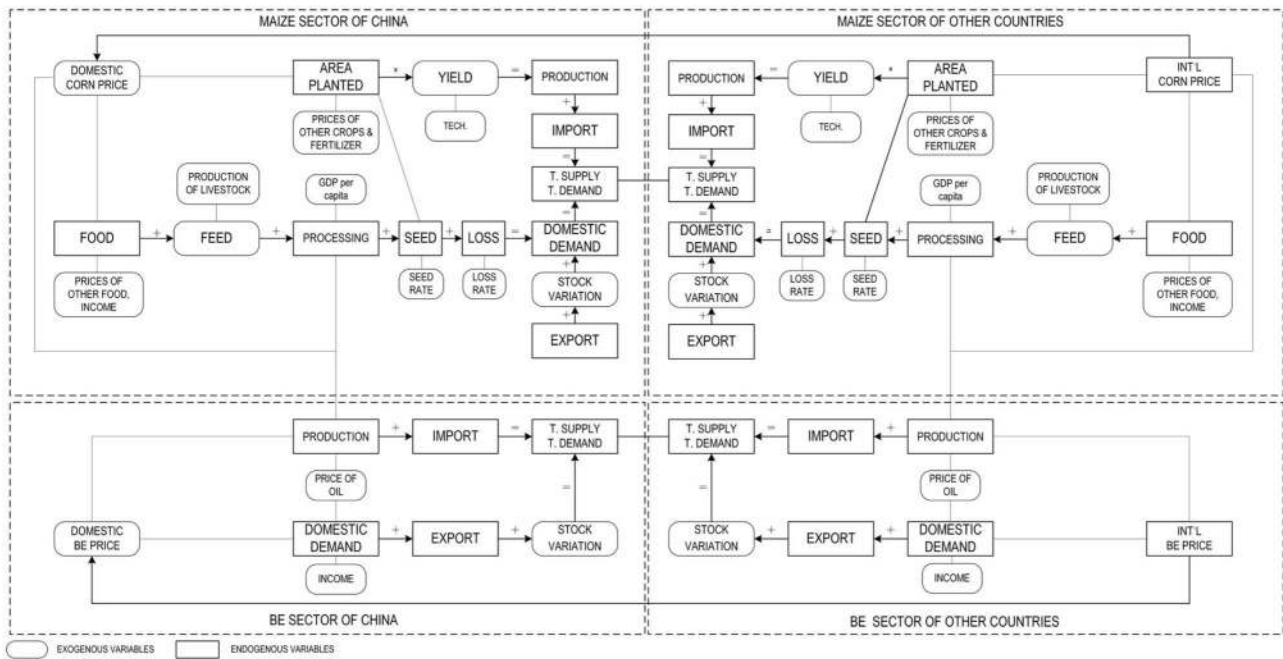 MAIZE SECTOR OF CHINA
DOMESTIC
CORN PRICE
AREA
PLANTED
*
YIELD
=
PRODUCTION
PRICES OF
OTHER CROPS &
FERTILIZER
TECH.
+
IMPORT
=
PRODUCTION
OF LIVESTOCK
GDP per
capita
T. SUPPLY
T. DEMAND
=
FOOD
+
FEED
+
PROCESSING
+
SEED
+
LOSS
=
DOMESTIC
DEMAND
+
PRICES OF
OTHER FOOD,
INCOME
SEED
RATE
LOSS
RATE
STOCK
VARIATION
+
EXPORT
MAIZE SECTOR OF OTHER COUNTRIES
PRODUCTION
=
YIELD
*
AREA
PLANTED
INT'L
CORN PRICE
+
IMPORT
TECH.
PRICES OF
OTHER CROPS &
FERTILIZER
=
T. SUPPLY
T. DEMAND
GDP per
capita
PRODUCTION
OF LIVESTOCK
=
DOMESTIC
DEMAND
=
LOSS
+
SEED
+
PROCESSING
+
FEED
+
FOOD
+
STOCK
VARIATION
LOSS
RATE
SEED
RATE
PRICES OF
OTHER FOOD,
INCOME
+
EXPORT
PRODUCTION
+
IMPORT
=
T. SUPPLY
T. DEMAND
PRICE OF
OIL
=
DOMESTIC
BE PRICE
DOMESTIC
DEMAND
+
EXPORT
+
STOCK
VARIATION
INCOME
BE SECTOR OF CHINA
T. SUPPLY
T. DEMAND
=
IMPORT
+
PRODUCTION
=
PRICE OF
OIL
STOCK
VARIATION
+
EXPORT
+
DOMESTIC
DEMAND
INT'L
BE PRICE
INCOME
BE SECTOR OF OTHER COUNTRIES
EXOGENOUS VARIABLES
ENDOGENOUS VARIABLES